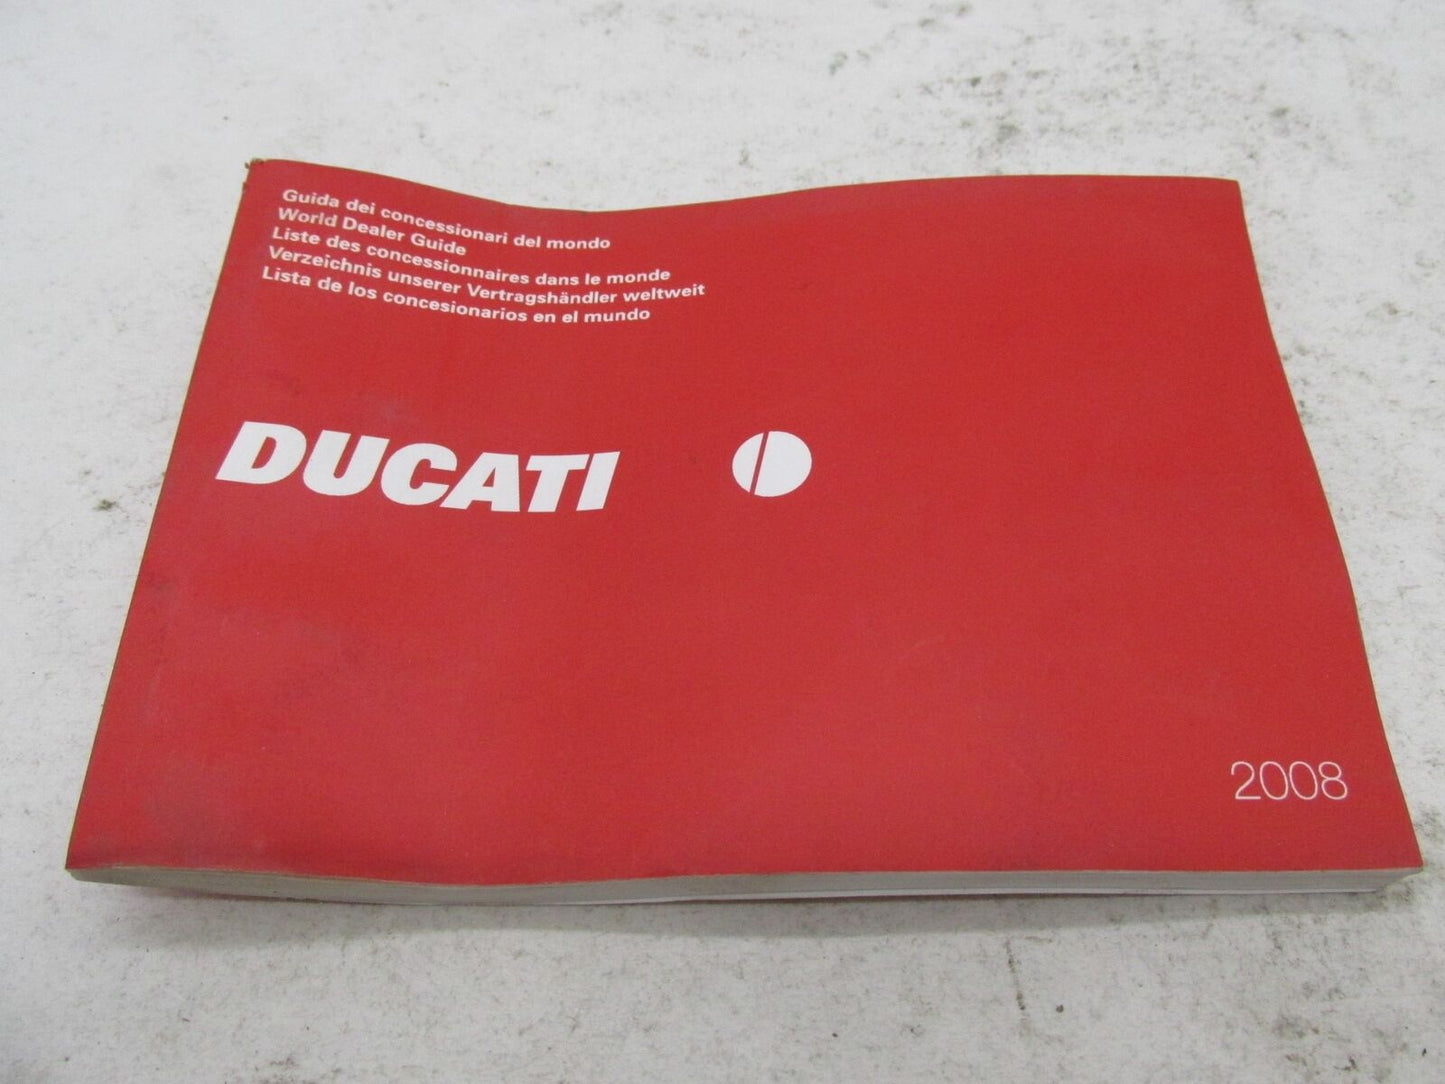 Guida dei concessionari del mondo
World Dealer Guide
Liste des concessionnaires dans le monde
Verzeichnis unserer Vertragshändler weltweit
Lista de los concesionarios en el mundo
DUCATI
2008